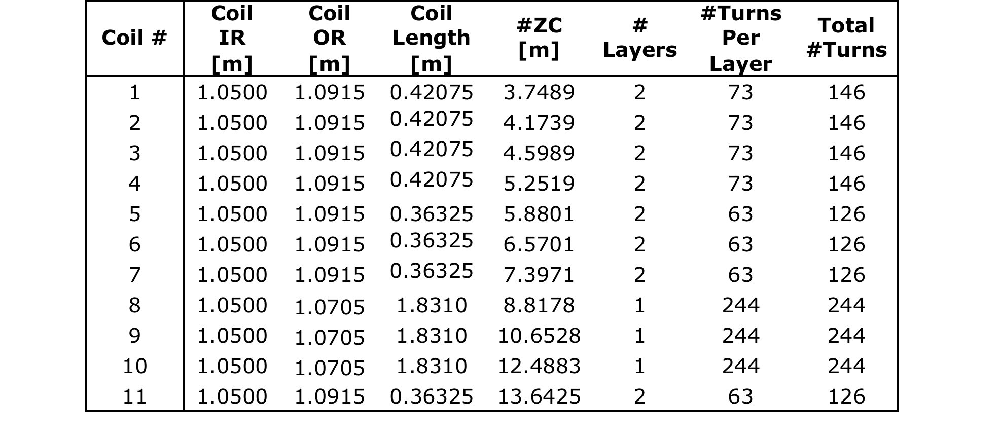 Coil # Coil IR [m] Coil OR [m] Coil Length [m] #ZC [m] # Layers #Turns Per Layer Total #Turns
1 1.0500 1.0915 0.42075 3.7489 2 73 146
2 1.0500 1.0915 0.42075 4.1739 2 73 146
3 1.0500 1.0915 0.42075 4.5989 2 73 146
4 1.0500 1.0915 0.42075 5.2519 2 73 146
5 1.0500 1.0915 0.36325 5.8801 2 63 126
6 1.0500 1.0915 0.36325 6.5701 2 63 126
7 1.0500 1.0915 0.36325 7.3971 2 63 126
8 1.0500 1.0705 1.8310 8.8178 1 244 244
9 1.0500 1.0705 1.8310 10.6528 1 244 244
10 1.0500 1.0705 1.8310 12.4883 1 244 244
11 1.0500 1.0915 0.36325 13.6425 2 63 126